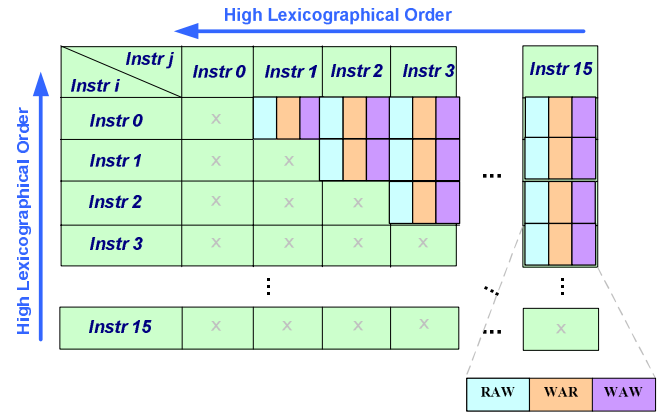 High Lexicographical Order
High Lexicographical Order
Instr j
Instr i
Instr 0 Instr 1 Instr 2 Instr 3 Instr 15
Instr 0 x
Instr 1 x x
... 
Instr 2 x x x
Instr 3 x x x x
... ... ...
Instr 15 x x x x ... x
RAW WAR WAW